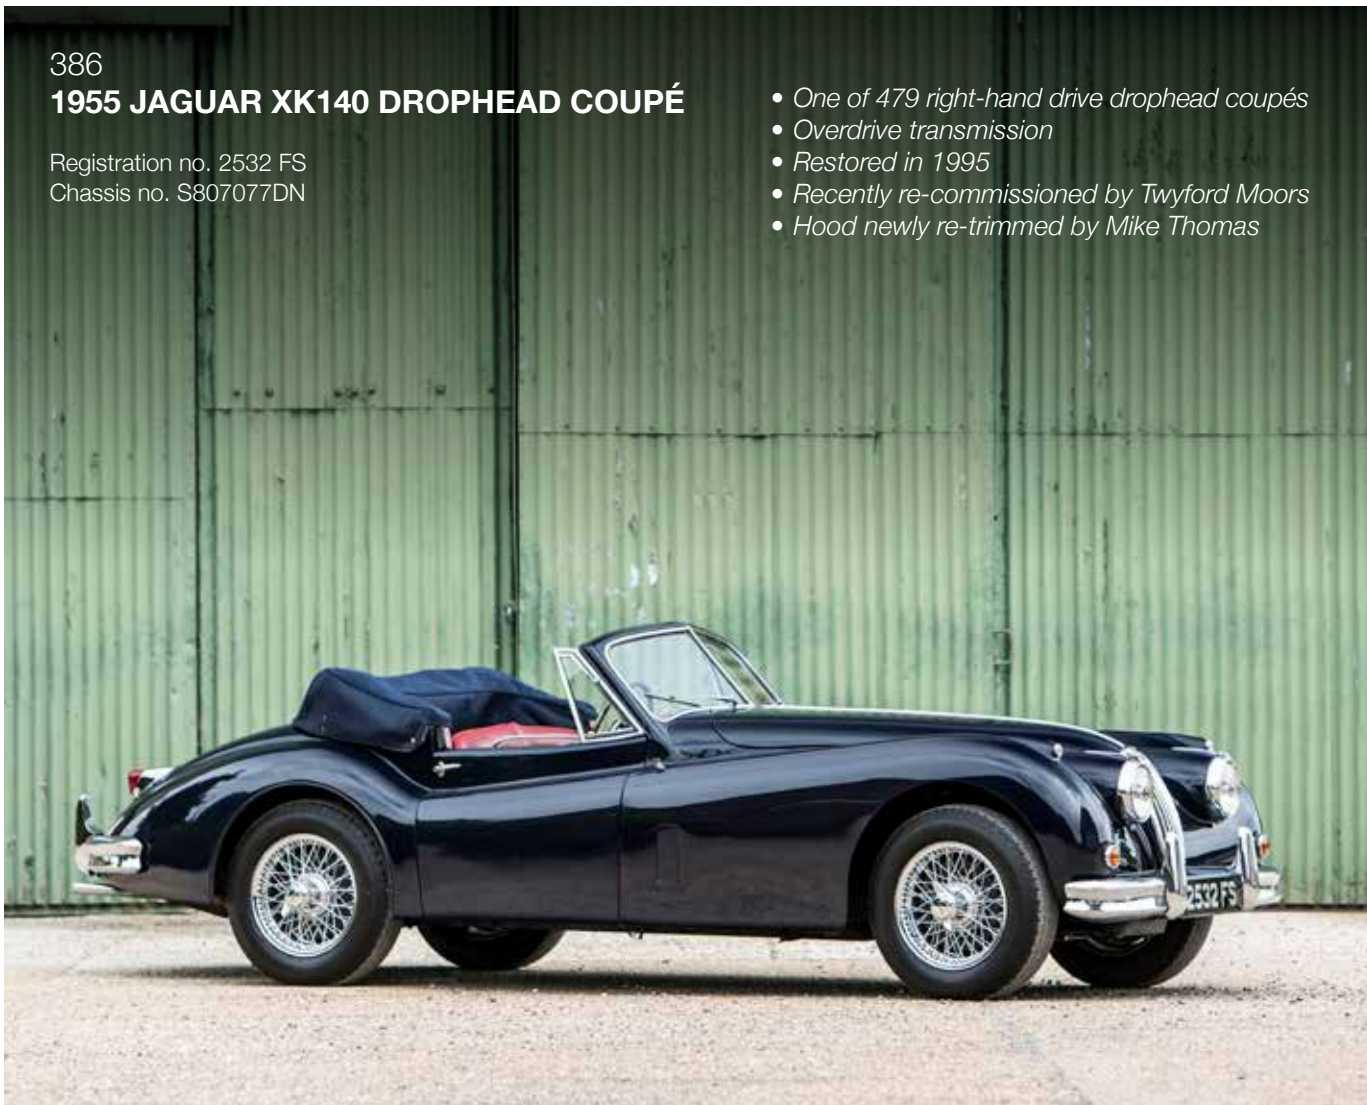 386
1955 JAGUAR XK140 DROPHEAD COUPÉ
Registration no. 2532 FS
Chassis no. S807077DN
• One of 479 right-hand drive drophead coupés
• Overdrive transmission
• Restored in 1995
• Recently re-commissioned by Twyford Moors
• Hood newly re-trimmed by Mike Thomas
2532 FS